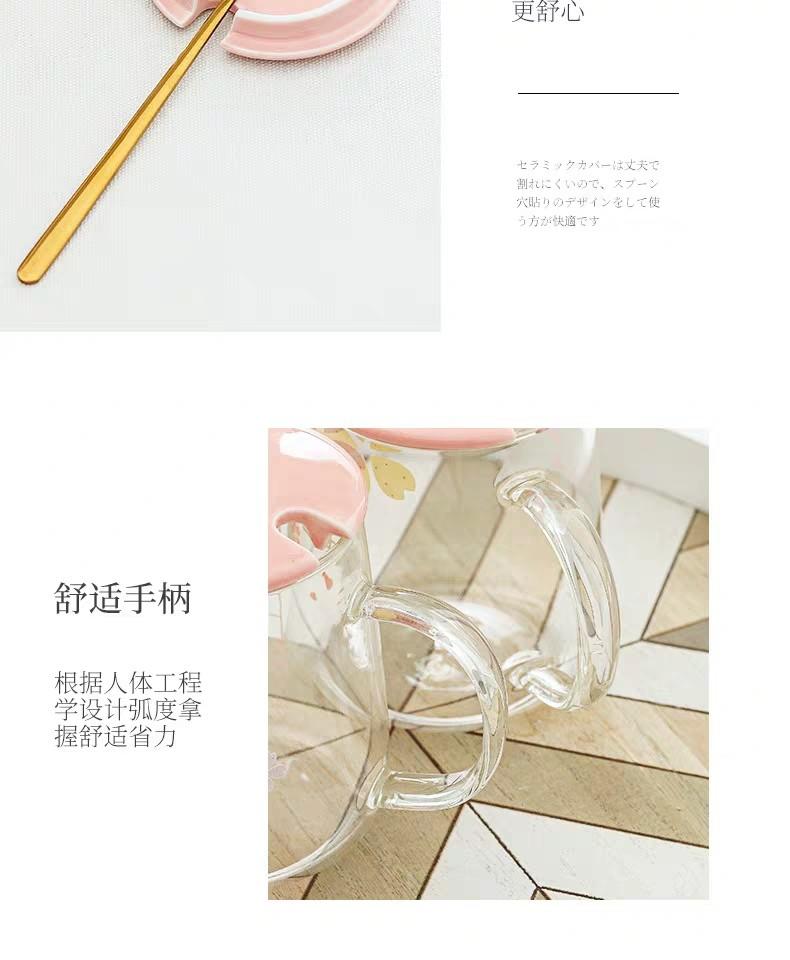 更舒心
セラミックカバーは丈夫で
割れにくいので、スプーン
穴貼りのデザインをして使
う方が快適です
舒适手柄
根据人体工程
学设计弧度拿
握舒适省力